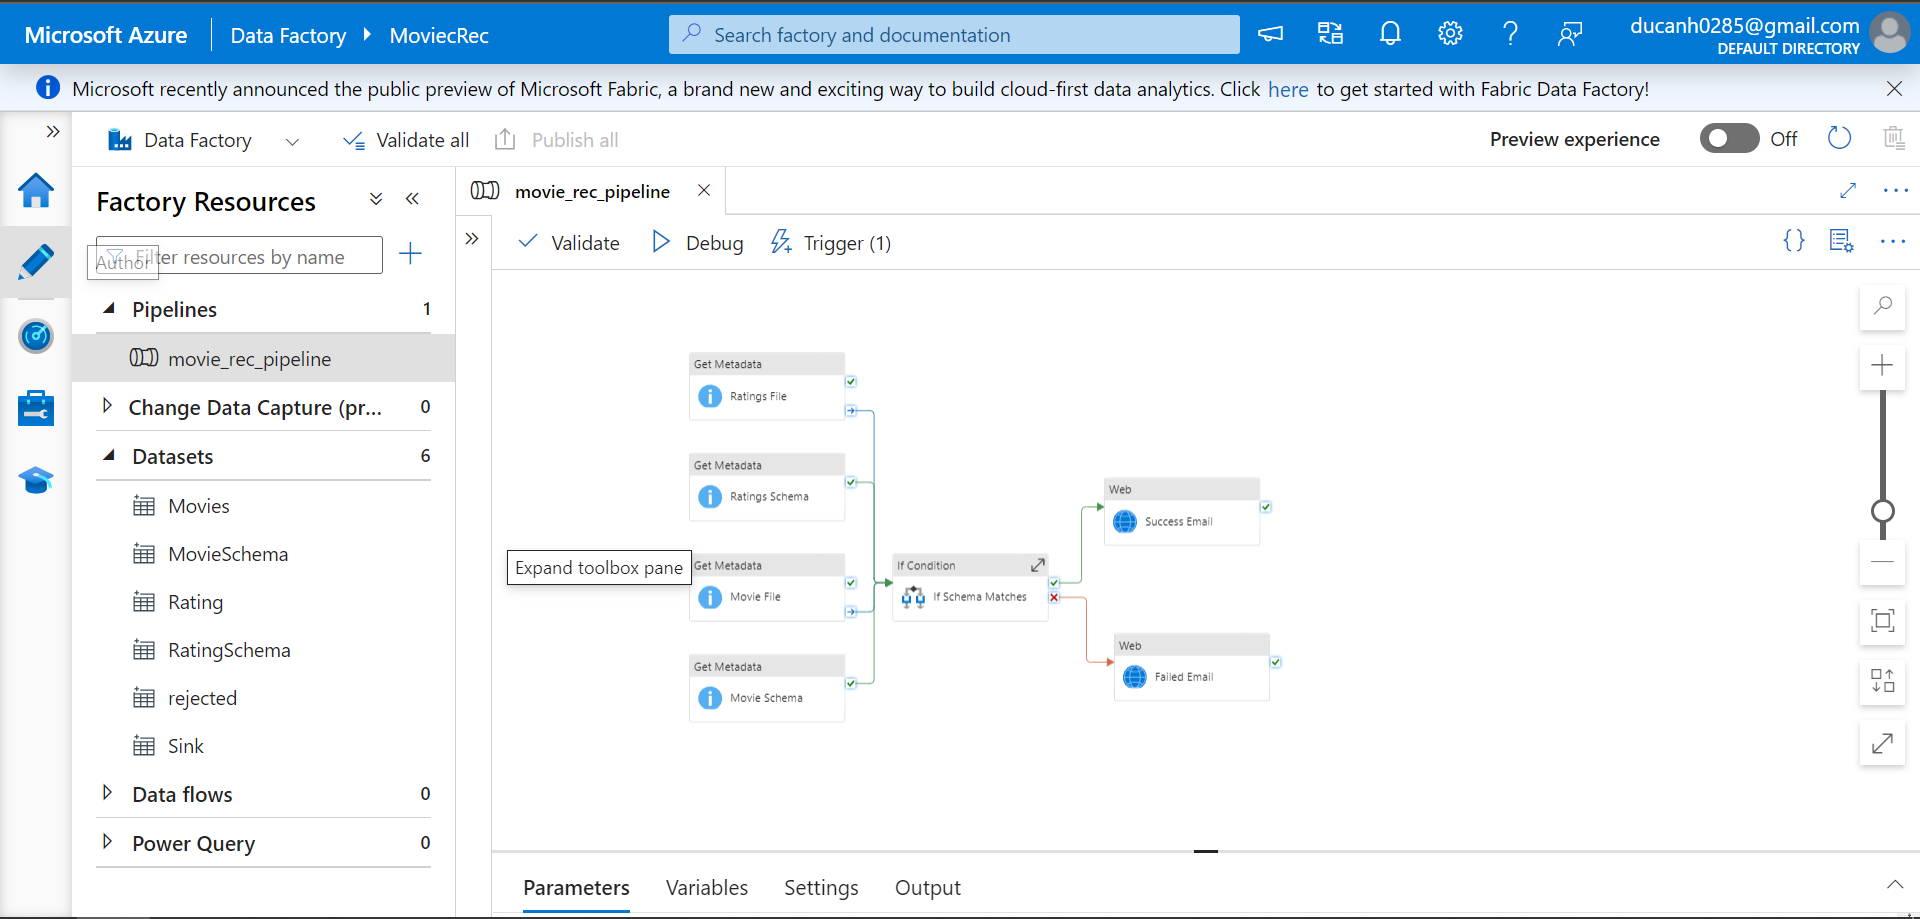 Microsoft Azure
Data Factory
MoviecRec
Search factory and documentation
ducanh0285@gmail.com
DEFAULT DIRECTORY
Microsoft recently announced the public preview of Microsoft Fabric, a brand new and exciting way to build cloud-first data analytics. Click here to get started with Fabric Data Factory!
Data Factory
Validate all
Publish all
Preview experience
Off
Factory Resources
Author
resources by name
Pipelines 1
movie_rec_pipeline
Change Data Capture (pr... 0
Datasets 6
Movies
MovieSchema
Rating
RatingSchema
rejected
Sink
Data flows 0
Power Query 0
movie_rec_pipeline
Validate
Debug
Trigger (1)
Get Metadata
Ratings File
Get Metadata
Ratings Schema
Expand toolbox pane
Get Metadata
Movie File
Get Metadata
Movie Schema
If Condition
If Schema Matches
Web
Success Email
Web
Failed Email
Parameters
Variables
Settings
Output